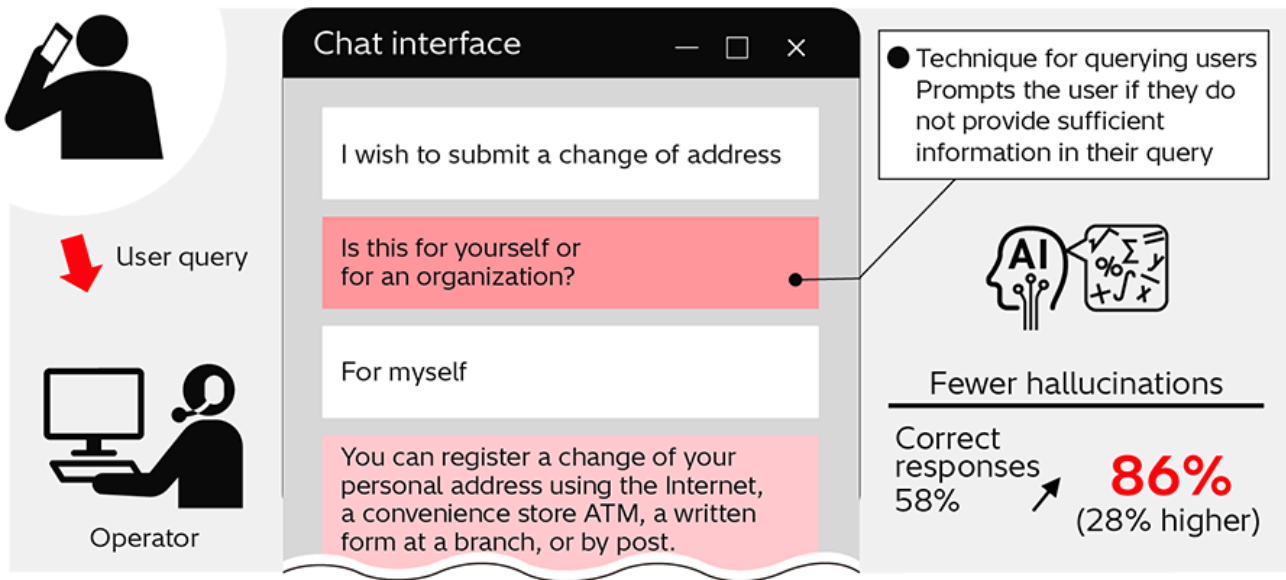 Chat interface
I wish to submit a change of address
Is this for yourself or
for an organization?
For myself
You can register a change of your
personal address using the Internet,
a convenience store ATM, a written
form at a branch, or by post.
User query
Operator
● Technique for querying users
Prompts the user if they do
not provide sufficient
information in their query
AI
√ Σ =
% y
+ ∫ x̄
Fewer hallucinations
Correct
responses
58%
86%
(28% higher)